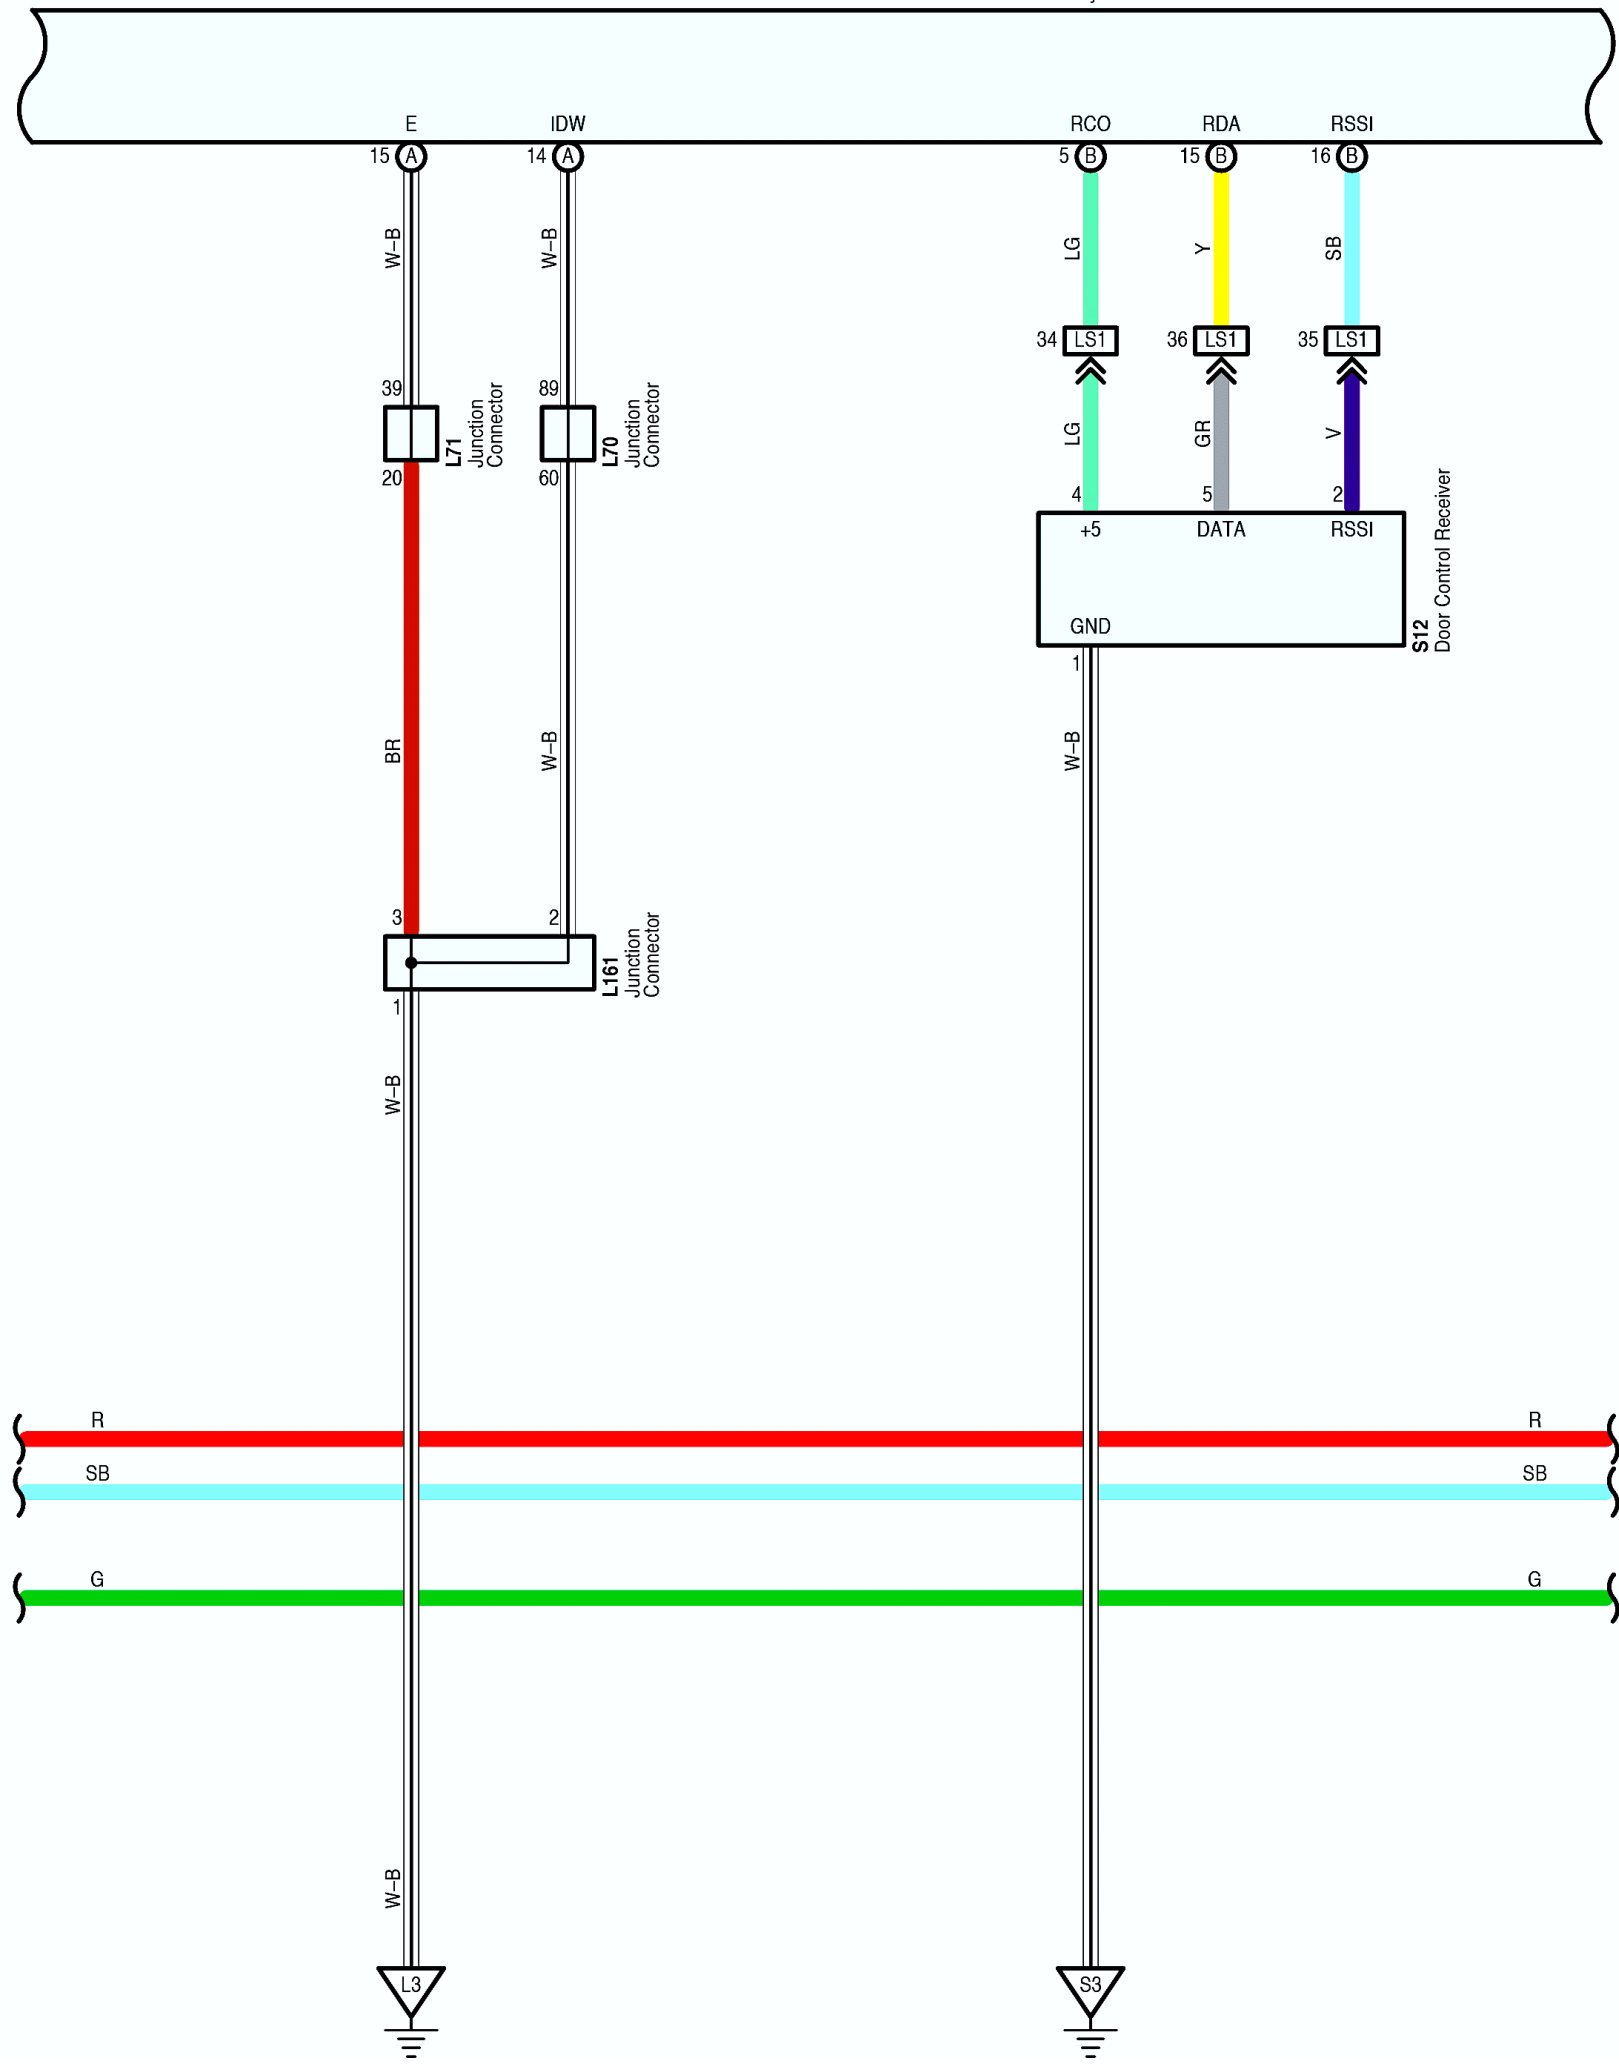 E IDW RCO RDA RSSI
15 A 14 A 5 B 15 B 16 B
W–B W–B LG Y SB
34 LS1 36 LS1 35 LS1
39 89
L71
Junction
Connector
L70
Junction
Connector
LG GR V
20 60
4 5 2
+5 DATA RSSI
GND
S12
Door Control Receiver
1
BR W–B W–B
3 2
L161
Junction
Connector
1
W–B
R R
SB SB
G G
W–B
L3 S3